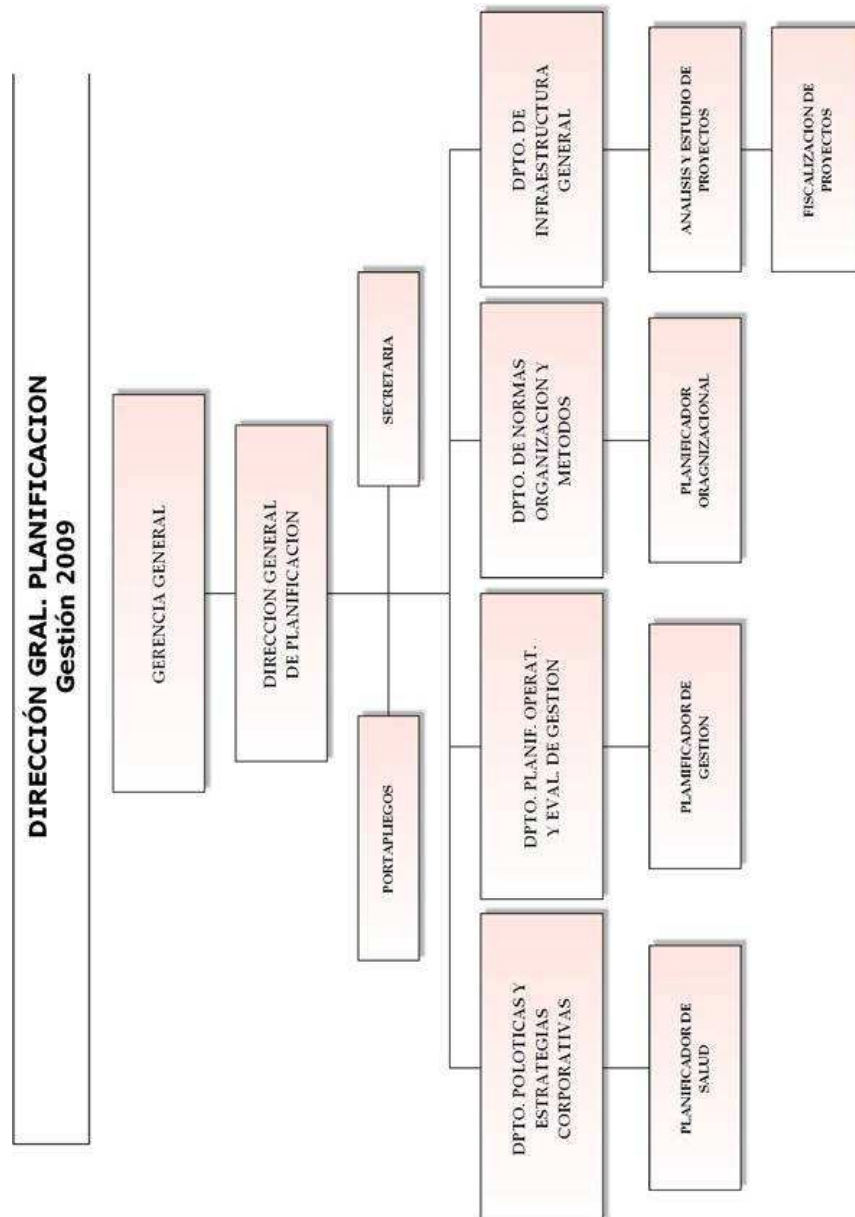 DIRECCIÓN GRAL. PLANIFICACION
Gestión 2009
GERENCIA GENERAL
DIRECCION GENERAL
DE PLANIFICACION
PORTAPLIEGOS
SECRETARIA
DPTO. POLOTICAS Y
ESTRATEGIAS
CORPORATIVAS
DPTO. PLANIF. OPERAT.
Y EVAL. DE GESTION
DPTO. DE NORMAS
ORGANIZACION Y
METODOS
DPTO. DE
INFRAESTRUCTURA
GENERAL
PLANIFICADOR DE
SALUD
PLAMIFICADOR DE
GESTION
PLANIFICADOR
ORAGNIZACIONAL
ANALISIS Y ESTUDIO DE
PROYECTOS
FISCALIZACION DE
PROYECTOS